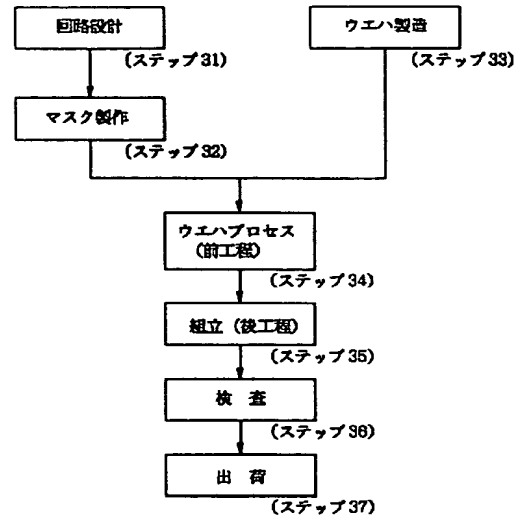 回路設計
(ステップ31)
ウエハ製造
(ステップ33)
マスク製作
(ステップ32)
ウエハプロセス
(前工程)
(ステップ34)
組立(後工程)
(ステップ35)
検 査
(ステップ36)
出 荷
(ステップ37)